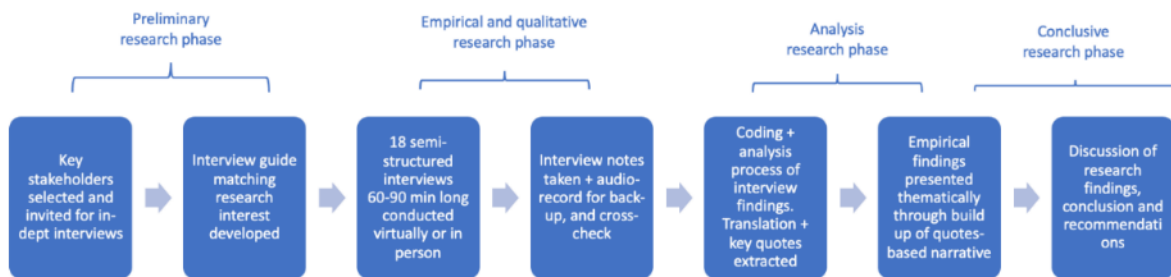 Preliminary
research phase
Empirical and qualitative
research phase
Analysis
research phase
Conclusive
research phase
Key
stakeholders
selected and
invited for in-
dept interviews
Interview guide
matching
research
interest
developed
18 semi-
structured
interviews
60-90 min long
conducted
virtually or in
person
Interview notes
taken + audio-
record for back-
up, and cross-
check
Coding +
analysis
process of
interview
findings.
Translation +
key quotes
extracted
Empirical
findings
presented
thematically
through build
up of quotes-
based narrative
Discussion of
research
findings,
conclusion and
recommendati
ons